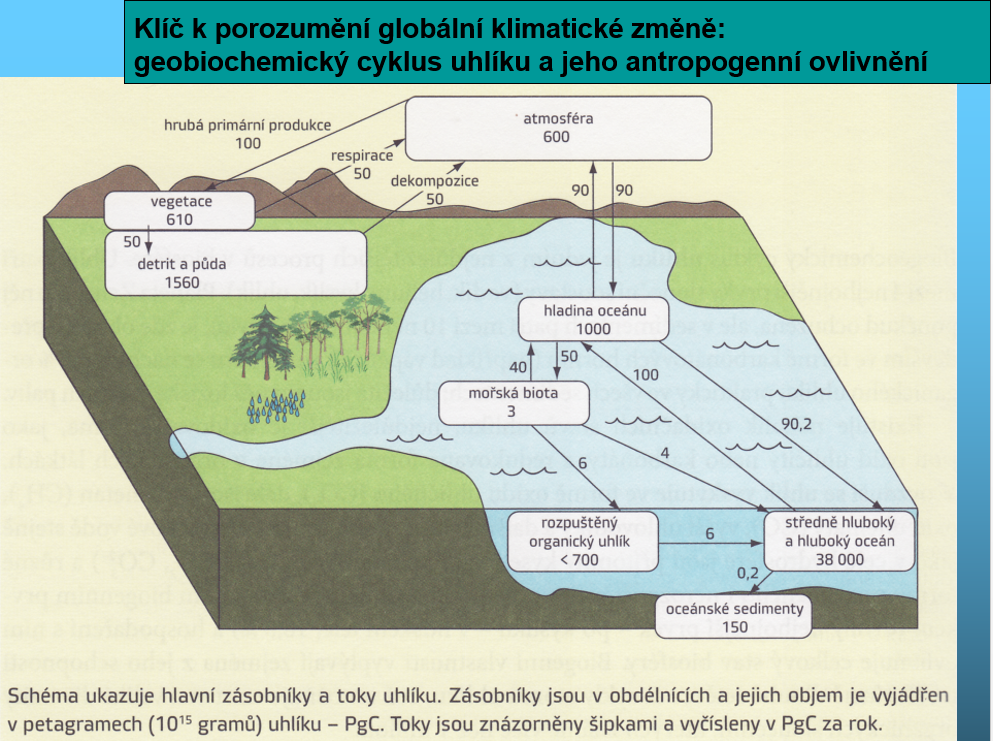 Klíč k porozumění globální klimatické změně:
geobiochemický cyklus uhlíku a jeho antropogenní ovlivnění
atmosféra
600
hrubá primární produkce
100
respirace
50
dekompozice
50
90
90
vegetace
610
50
detrit a půda
1560
hladina oceánu
1000
40
50
100
mořská biota
3
90,2
6
4
rozpuštěný
organický uhlík
< 700
6
středně hluboký
a hluboký oceán
38 000
0,2
oceánské sedimenty
150
Schéma ukazuje hlavní zásobníky a toky uhlíku. Zásobníky jsou v obdélnících a jejich objem je vyjádřen
v petagramech (10¹⁵ gramů) uhlíku – PgC. Toky jsou znázorněny šipkami a vyčísleny v PgC za rok.